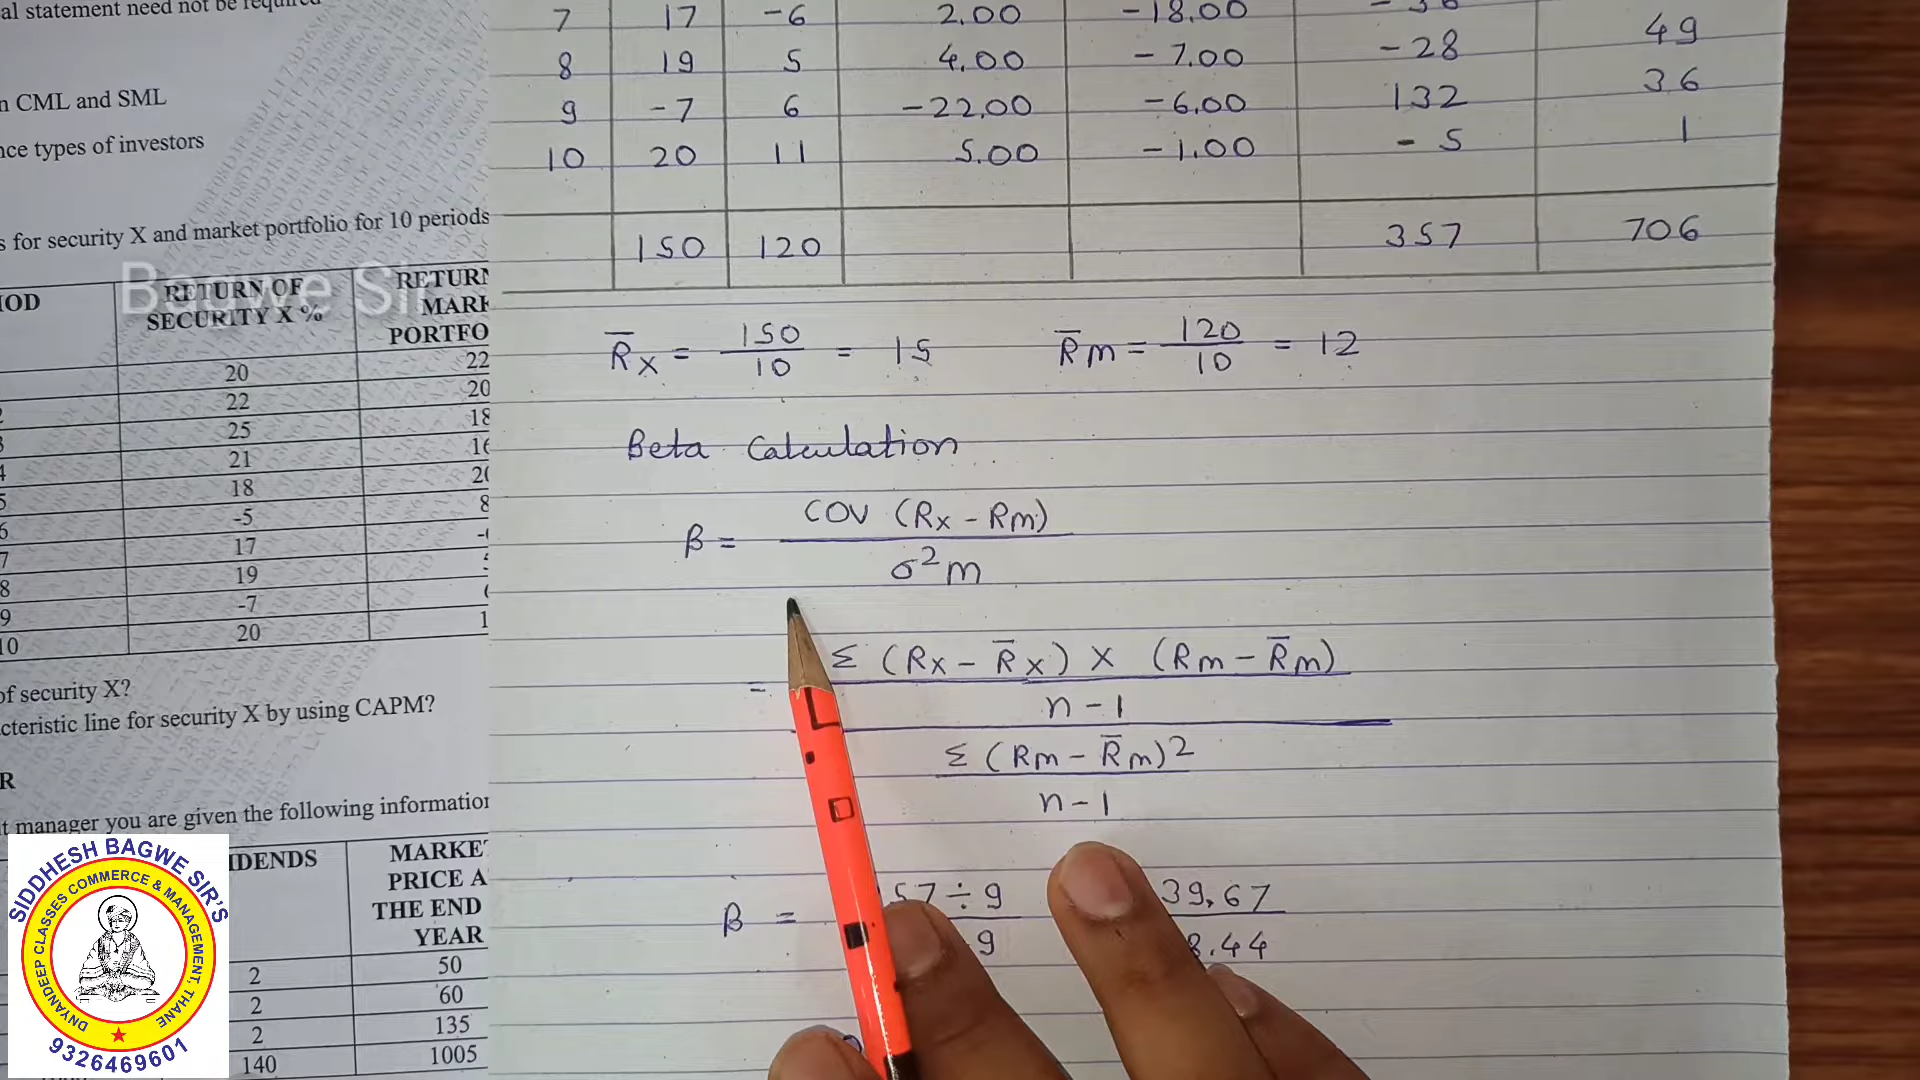 al statement need not be required
n CML and SML
nce types of investors
s for security X and market portfolio for 10 periods
IOD RETURN OF SECURITY X % RETURN MARK PORTFO
20 22
2 22 20
3 25 18
4 21 16
5 18 20
6 -5 8
7 17
8 19
9 -7
10 20 1
of security X?
cteristic line for security X by using CAPM?
R
t manager you are given the following information
IDENDS MARKET PRICE A THE END YEAR
2 50
2 60
2 135
140 1005
Bagwe Sir
SIDDHESH BAGWE SIR'S
DNYANDEEP CLASSES COMMERCE & MANAGEMENT, THANE
9326469601
7 17 -6 2.00 -18.00 -36
8 19 5 4.00 -7.00 -28 49
9 -7 6 -22.00 -6.00 132 36
10 20 11 5.00 -1.00 -5 1
150 120 357 706
R̅x = 150/10 = 15 R̅m = 120/10 = 12
Beta Calculation
β = COV (Rx - Rm)
σ²m
= Σ (Rx - R̅x) X (Rm - R̅m)
n - 1
Σ (Rm - R̅m)2
n - 1
β = 57 ÷ 9 39.67
9 8.44